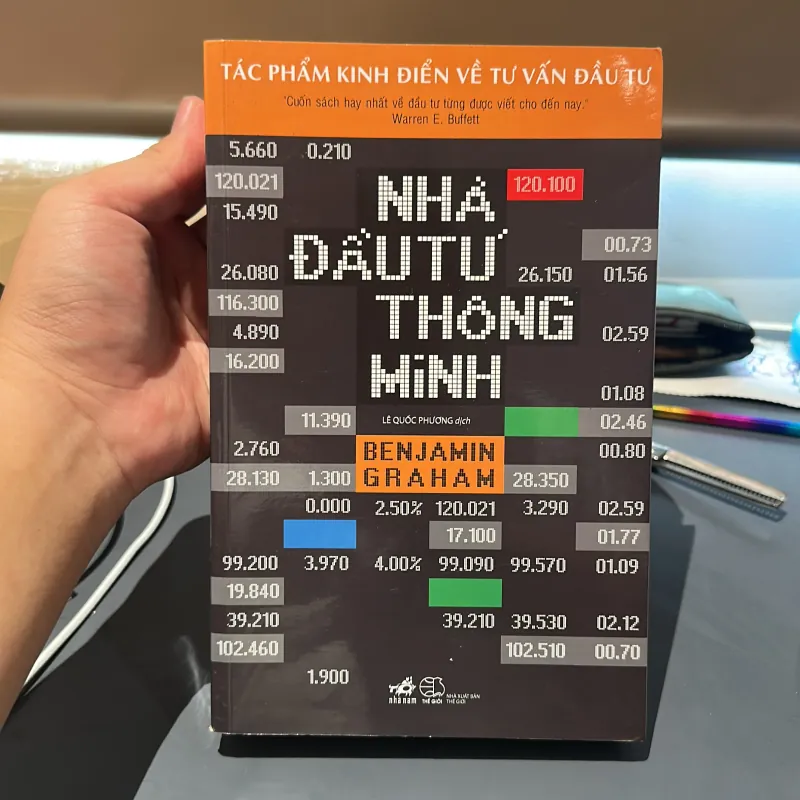 TÁC PHẨM KINH ĐIỂN VỀ TƯ VẤN ĐẦU TƯ
"Cuốn sách hay nhất về đầu tư từng được viết cho đến nay."
Warren E. Buffett
5.660 0.210
120.021 NHÀ 120.100
15.490
ĐẦU TƯ 00.73
26.080 26.150 01.56
116.300 THÔNG
4.890 02.59
16.200 MINH
01.08
11.390 LÊ QUỐC PHƯƠNG dịch 02.46
2.760 BENJAMIN 00.80
28.130 1.300 GRAHAM 28.350
0.000 2.50% 120.021 3.290 02.59
17.100 01.77
99.200 3.970 4.00% 99.090 99.570 01.09
19.840
39.210 39.210 39.530 02.12
102.460 102.510 00.70
1.900
nhã nam THẾ GIỚI NHÀ XUẤT BẢN
THẾ GIỚI